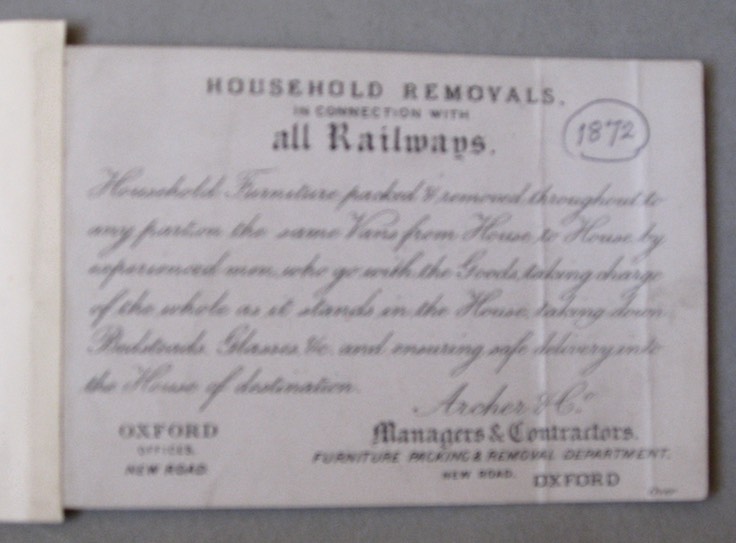 HOUSEHOLD REMOVALS,
IN CONNECTION WITH
all Railways.
1872
Household Furniture packed & removed throughout to
any part on the same Vans from House to House by
experienced men, who go with the Goods, taking charge
of the whole as it stands in the House, taking down
Bedsteads, Glasses &c. and ensuring safe delivery into
the House of destination.
Archer & Co.
Managers & Contractors.
FURNITURE PACKING & REMOVAL DEPARTMENT,
NEW ROAD, OXFORD
OXFORD
OFFICES,
NEW ROAD
Over